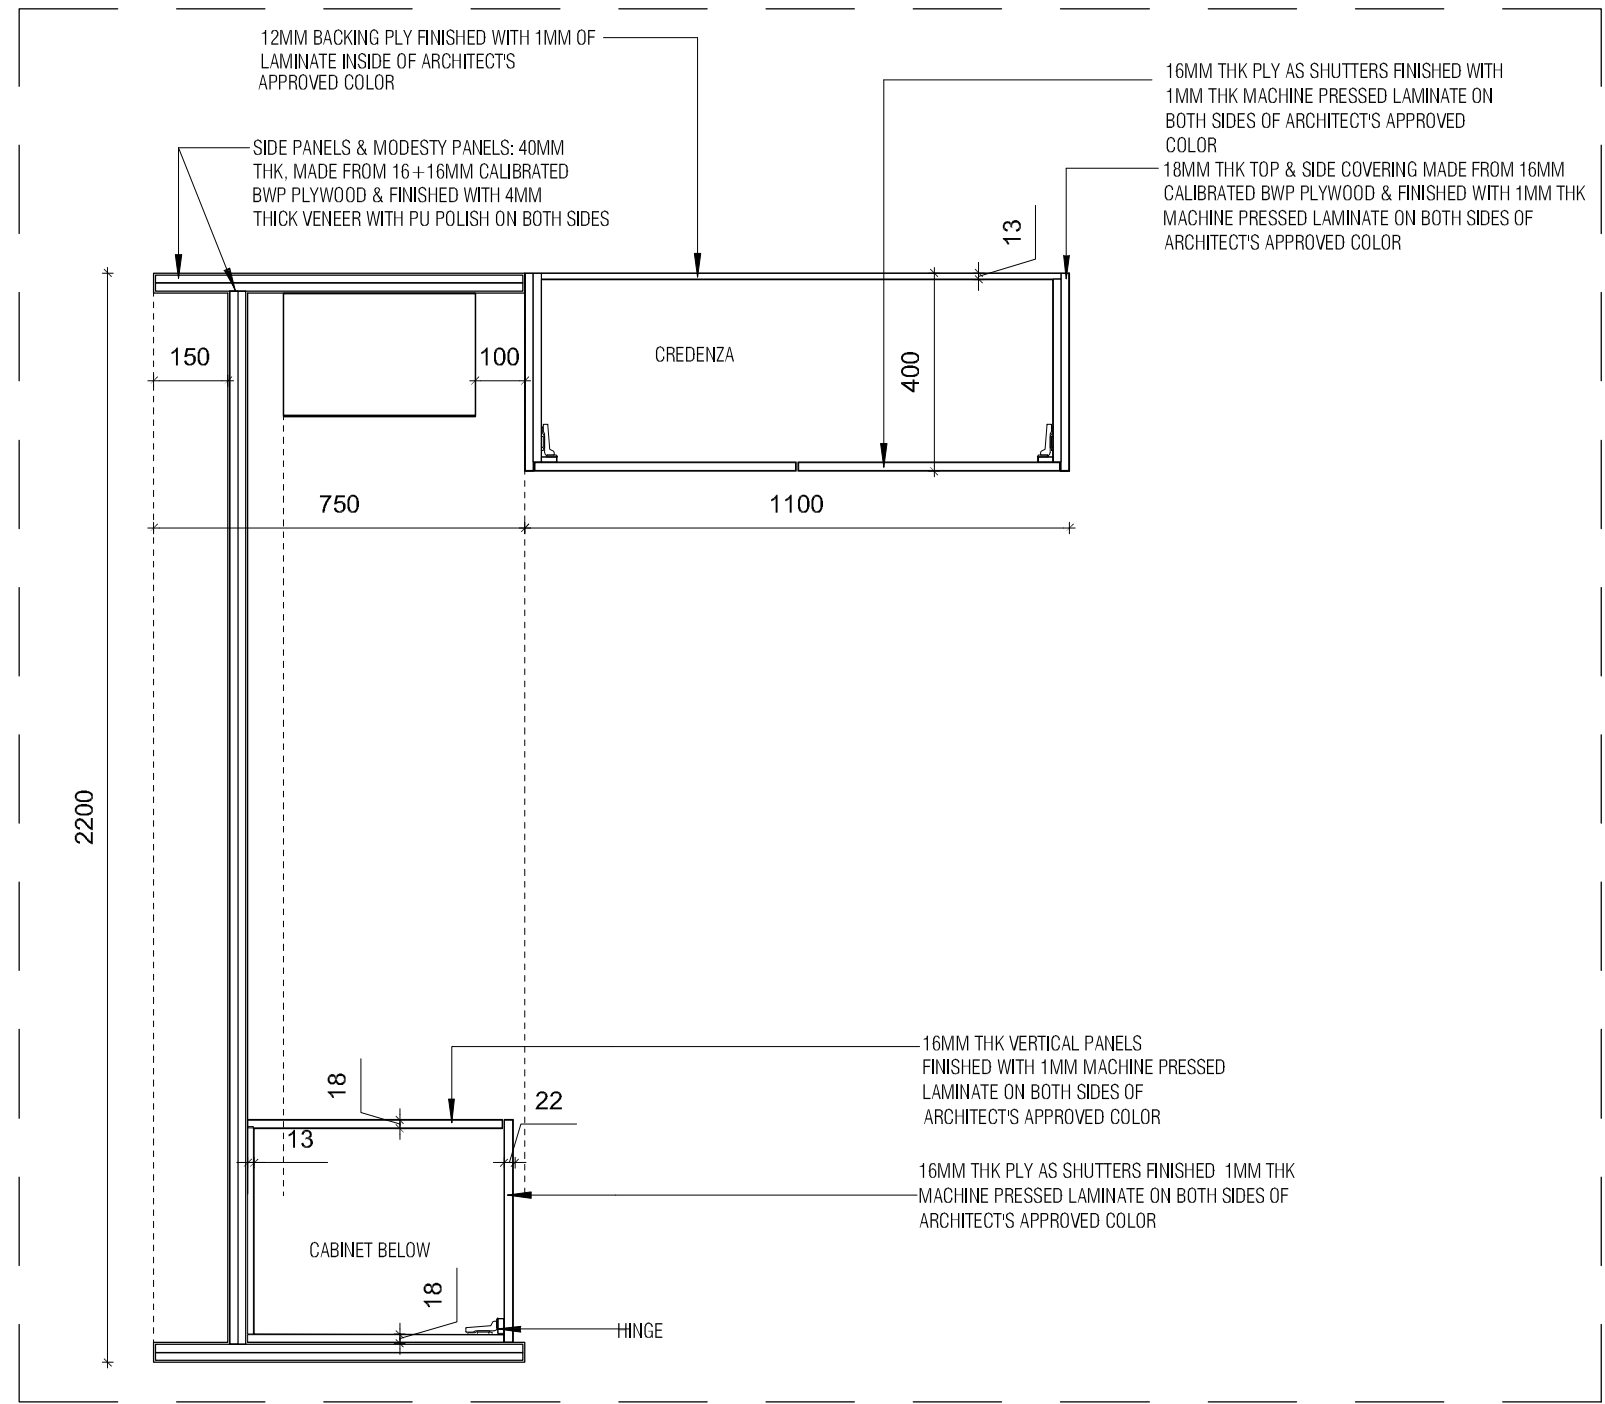 12MM BACKING PLY FINISHED WITH 1MM OF
LAMINATE INSIDE OF ARCHITECT'S
APPROVED COLOR
16MM THK PLY AS SHUTTERS FINISHED WITH
1MM THK MACHINE PRESSED LAMINATE ON
BOTH SIDES OF ARCHITECT'S APPROVED
COLOR
SIDE PANELS & MODESTY PANELS: 40MM
THK, MADE FROM 16+16MM CALIBRATED
BWP PLYWOOD & FINISHED WITH 4MM
THICK VENEER WITH PU POLISH ON BOTH SIDES
18MM THK TOP & SIDE COVERING MADE FROM 16MM
CALIBRATED BWP PLYWOOD & FINISHED WITH 1MM THK
MACHINE PRESSED LAMINATE ON BOTH SIDES OF
ARCHITECT'S APPROVED COLOR
13
150
100
CREDENZA
400
750
1100
2200
16MM THK VERTICAL PANELS
FINISHED WITH 1MM MACHINE PRESSED
LAMINATE ON BOTH SIDES OF
ARCHITECT'S APPROVED COLOR
18
22
13
16MM THK PLY AS SHUTTERS FINISHED 1MM THK
MACHINE PRESSED LAMINATE ON BOTH SIDES OF
ARCHITECT'S APPROVED COLOR
CABINET BELOW
18
HINGE